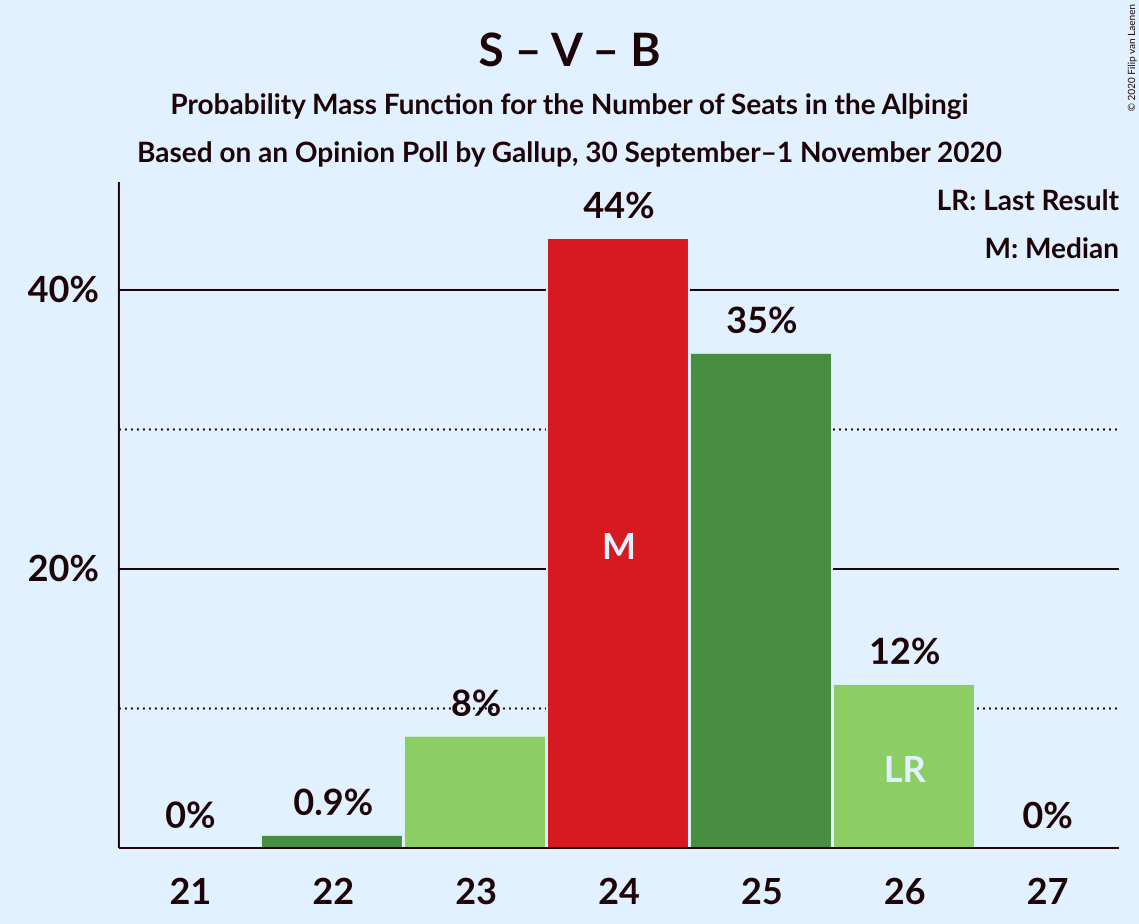 S – V – B
Probability Mass Function for the Number of Seats in the Alþingi
Based on an Opinion Poll by Gallup, 30 September–1 November 2020
© 2020 Filip van Laenen
LR: Last Result
M: Median
44%
40%
35%
M
20%
12%
8%
LR
0.9%
0%
0%
21
22
23
24
25
26
27